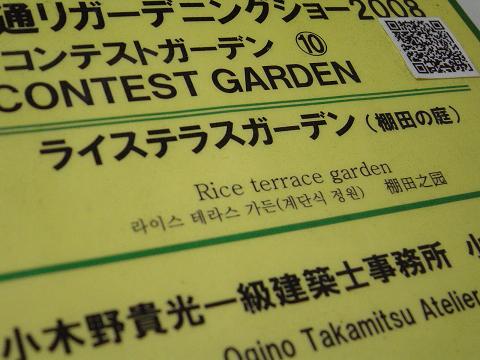 通リガーデニングショー2008
コンテストガーデン ⑩
CONTEST GARDEN
ライステラスガーデン（棚田の庭）
Rice terrace garden
라이스 테라스 가든(계단식 정원) 棚田之园
小木野貴光一級建築士事務所 小
Ogino Takamitsu Atelier